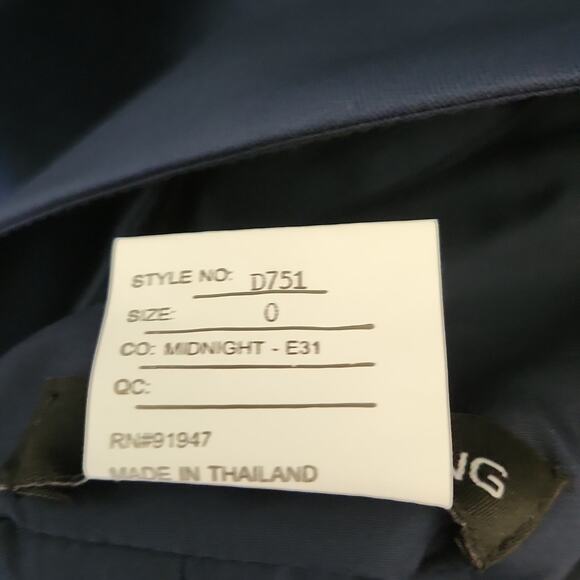 STYLE NO: D751
SIZE: 0
CO: MIDNIGHT - E31
QC:
RN#91947
MADE IN THAILAND
NG